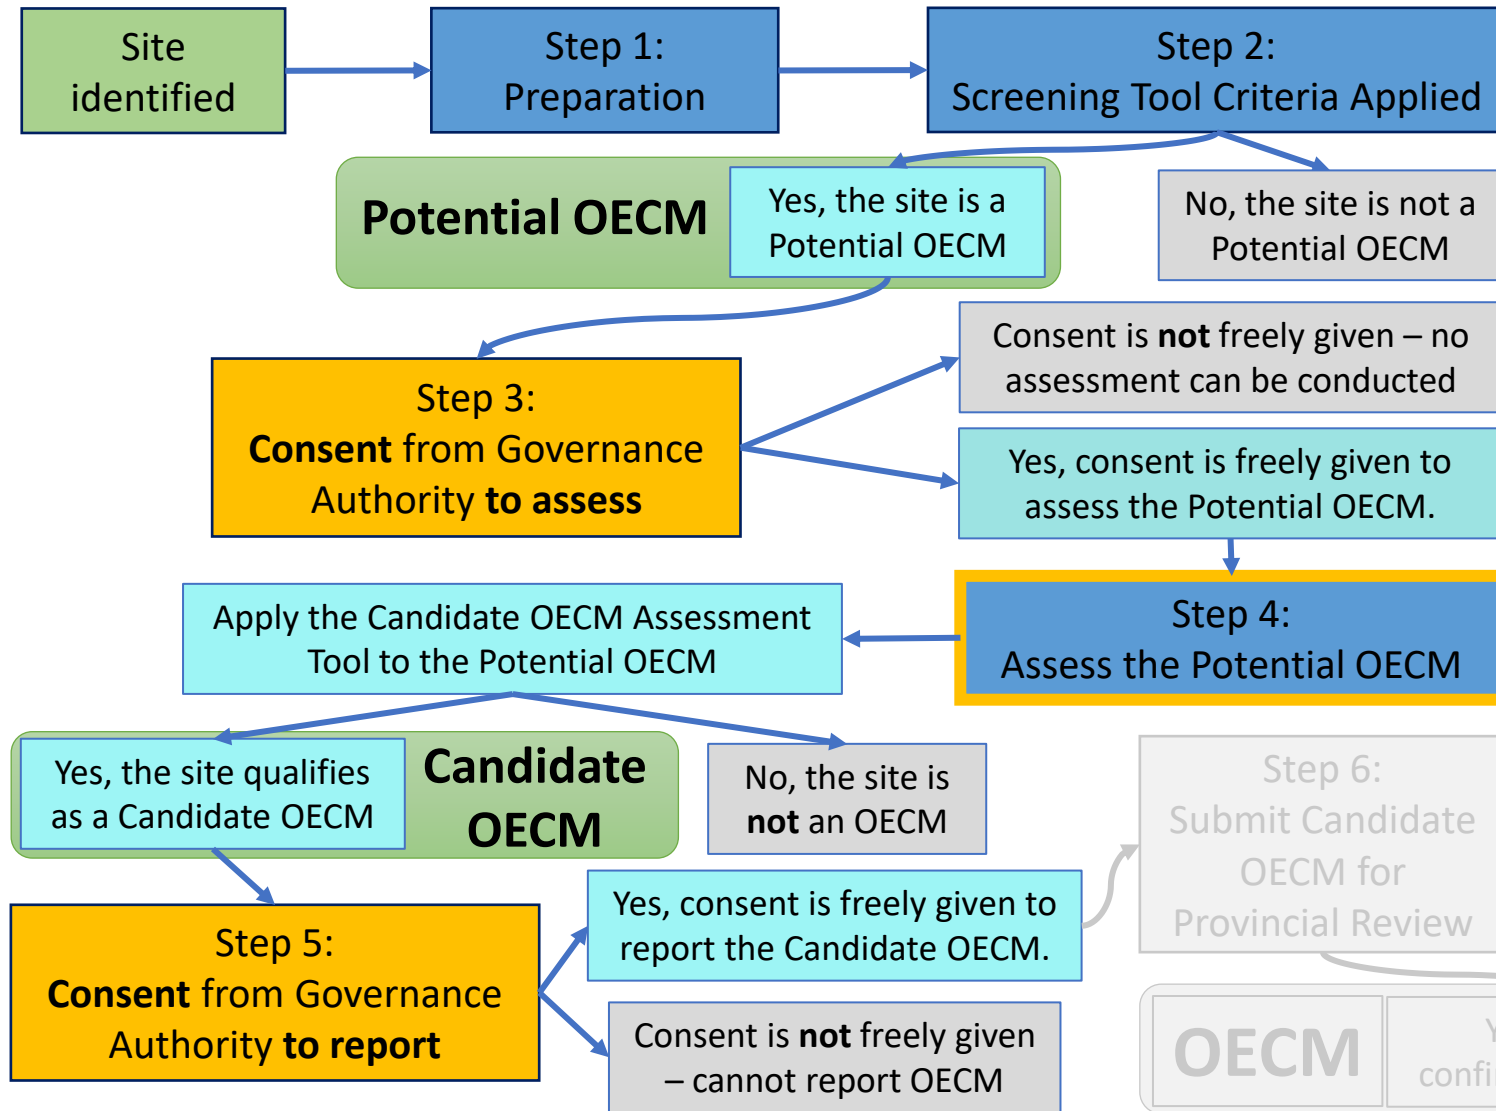 Site
identified
Step 1:
Preparation
Step 2:
Screening Tool Criteria Applied
Potential OECM
Yes, the site is a
Potential OECM
No, the site is not a
Potential OECM
Consent is not freely given – no
assessment can be conducted
Step 3:
Consent from Governance
Authority to assess
Yes, consent is freely given to
assess the Potential OECM.
Step 4:
Assess the Potential OECM
Apply the Candidate OECM Assessment
Tool to the Potential OECM
Yes, the site qualifies
as a Candidate OECM
Candidate
OECM
No, the site is
not an OECM
Step 6:
Submit Candidate
OECM for
Provincial Review
Step 5:
Consent from Governance
Authority to report
Yes, consent is freely given to
report the Candidate OECM.
Consent is not freely given
– cannot report OECM
OECM